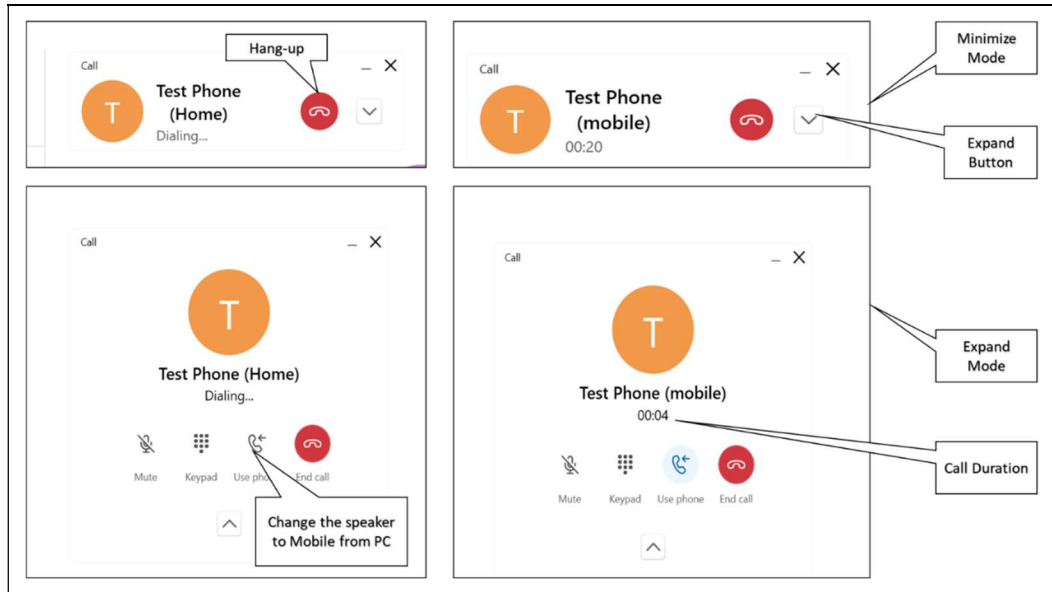 Hang-up
Call
T
Test Phone
(Home)
Dialing...
Call
T
Test Phone
(mobile)
00:20
Minimize
Mode
Expand
Button
Call
T
Test Phone (Home)
Dialing...
Mute
Keypad
Use pho
End call
Change the speaker
to Mobile from PC
Call
T
Test Phone (mobile)
00:04
Mute
Keypad
Use phone
End call
Expand
Mode
Call Duration